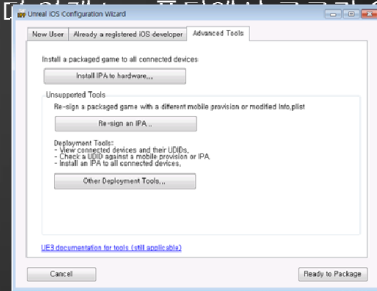 Unreal iOS Configuration Wizard
New User
Already a registered iOS developer
Advanced Tools
Install a packaged game to all connected devices
Install IPA to hardware...
Unsupported Tools
Re-sign a packaged game with a different mobile provision or modified Info.plist
Re-sign an IPA...
Deployment Tools:
- View connected devices and their UDIDs.
- Check a UDID against a mobile provision or IPA.
- Install an IPA to all connected devices.
Other Deployment Tools...
UE3 documentation for tools (still applicable)
Cancel
Ready to Package